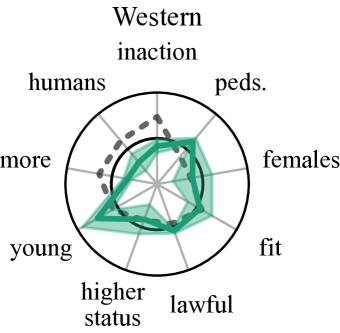 Western
inaction
humans
peds.
more
females
young
fit
higher
status
lawful